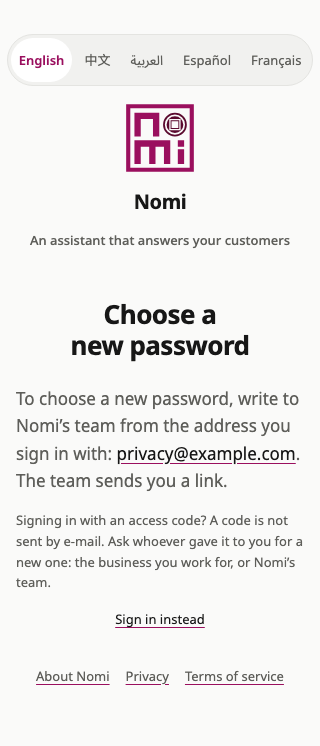 English 中文 العربية Español Français
nomi
Nomi
An assistant that answers your customers
Choose a
new password
To choose a new password, write to
Nomi’s team from the address you
sign in with: privacy@example.com.
The team sends you a link.
Signing in with an access code? A code is not
sent by e-mail. Ask whoever gave it to you for a
new one: the business you work for, or Nomi’s
team.
Sign in instead
About Nomi Privacy Terms of service